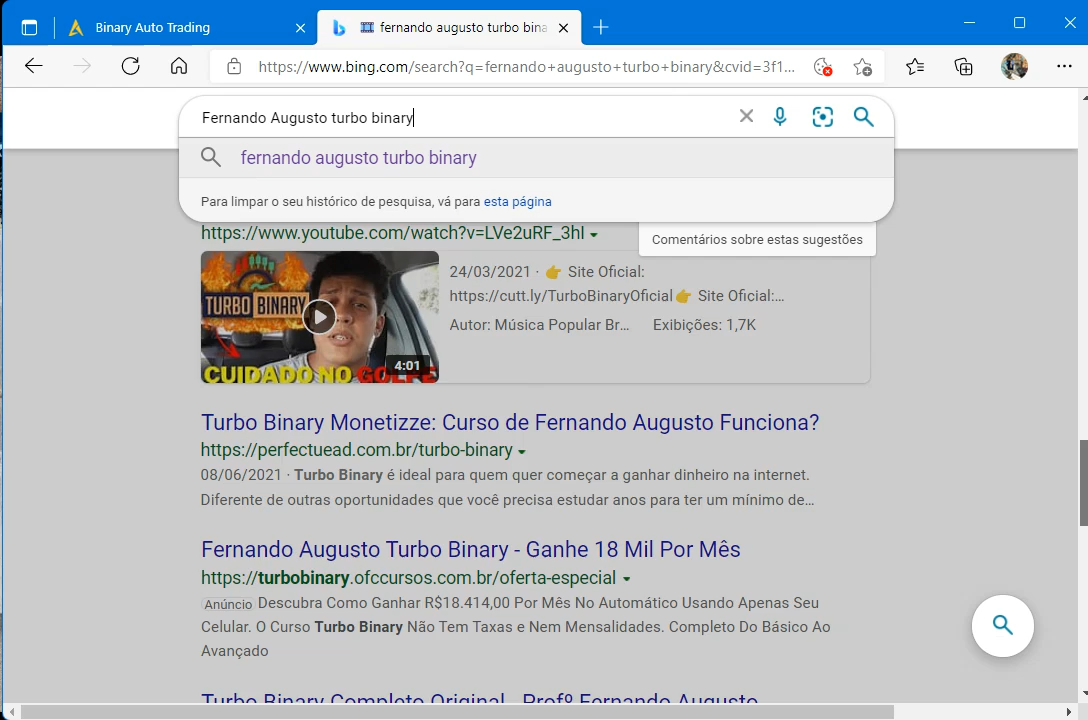 Binary Auto Trading
fernando augusto turbo bina
https://www.bing.com/search?q=fernando+augusto+turbo+binary&cvid=3f1...
Fernando Augusto turbo binary
fernando augusto turbo binary
Para limpar o seu histórico de pesquisa, vá para esta página
https://www.youtube.com/watch?v=LVe2uRF_3hI
Comentários sobre estas sugestões
TURBO BINARY
CUIDADO NO GOLPE
4:01
24/03/2021 · 👉 Site Oficial:
https://cutt.ly/TurboBinaryOficial👉 Site Oficial:...
Autor: Música Popular Br... Exibições: 1,7K
Turbo Binary Monetizze: Curso de Fernando Augusto Funciona?
https://perfectuead.com.br/turbo-binary
08/06/2021 · Turbo Binary é ideal para quem quer começar a ganhar dinheiro na internet.
Diferente de outras oportunidades que você precisa estudar anos para ter um mínimo de...
Fernando Augusto Turbo Binary - Ganhe 18 Mil Por Mês
https://turbobinary.ofccursos.com.br/oferta-especial
Anúncio Descubra Como Ganhar R$18.414,00 Por Mês No Automático Usando Apenas Seu
Celular. O Curso Turbo Binary Não Tem Taxas e Nem Mensalidades. Completo Do Básico Ao
Avançado
Turbo Binary Completo Original - Profº Fernando Augusto